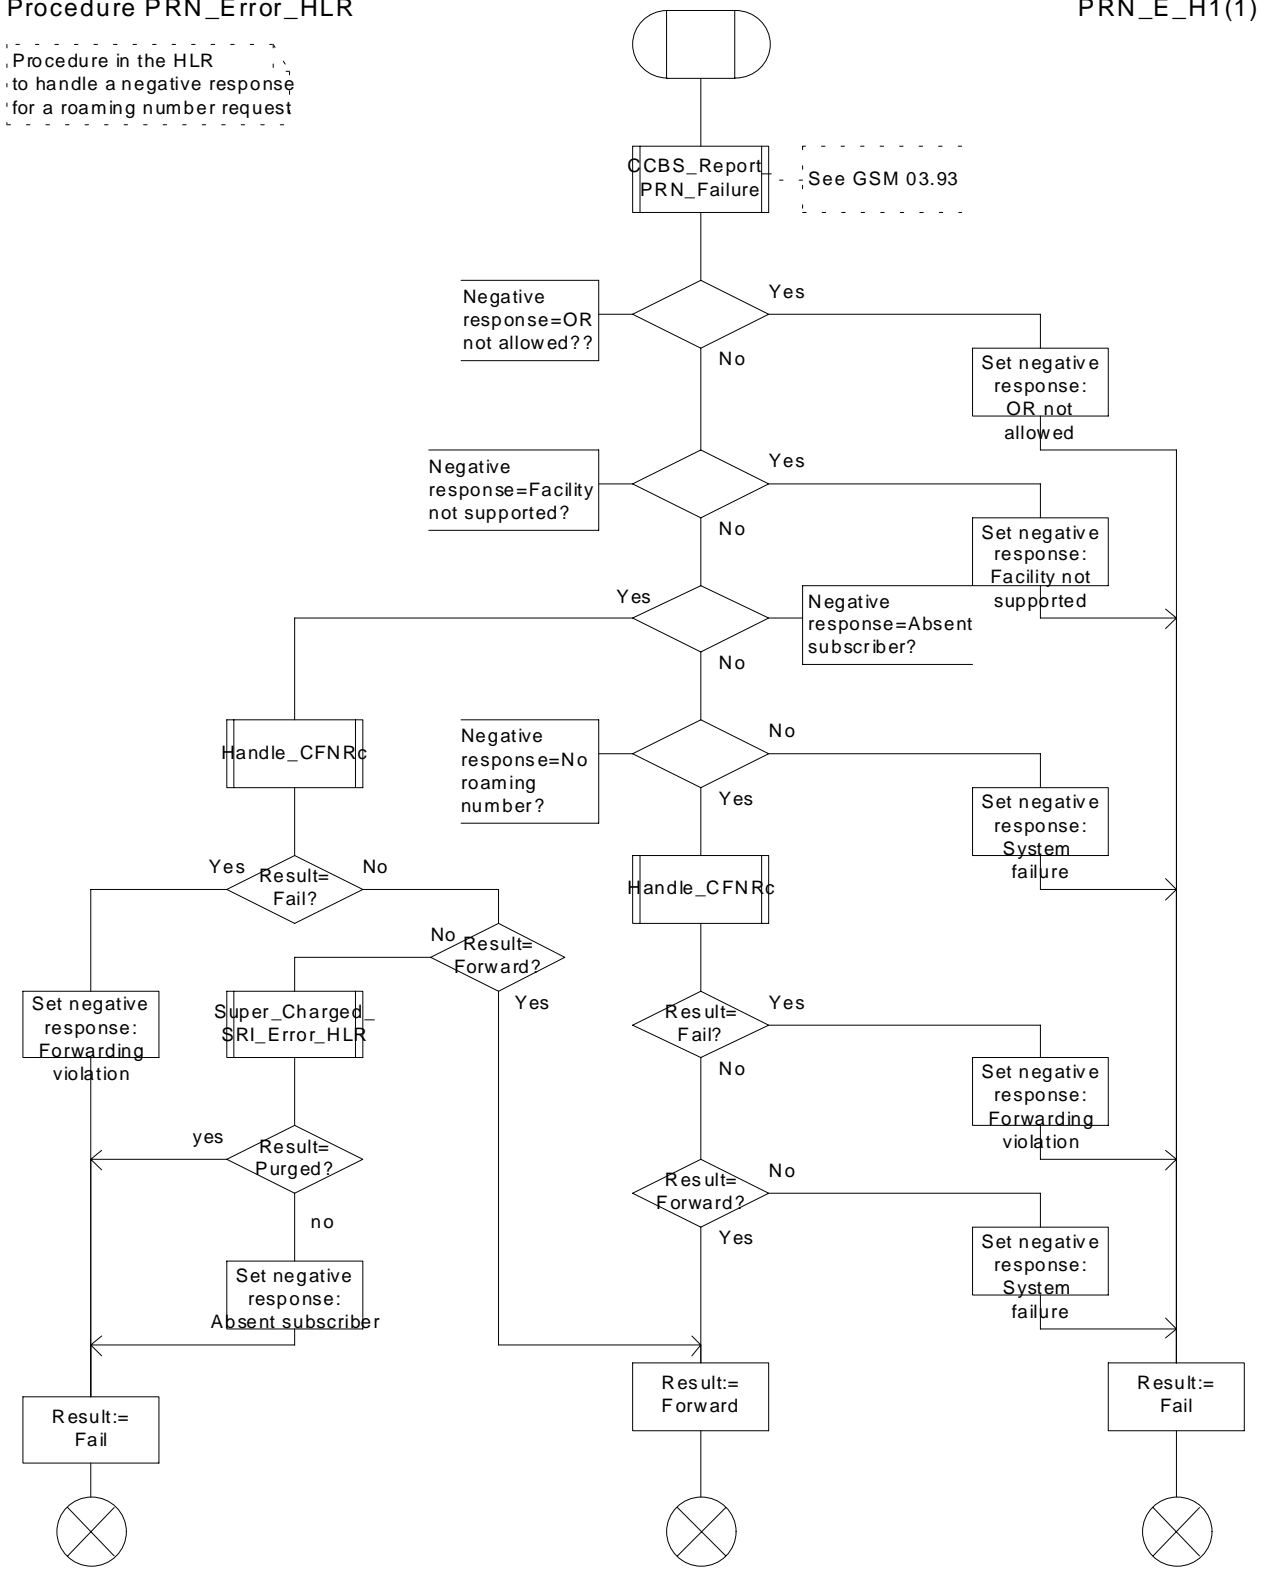 Procedure PRN_Error_HLR
PRN_E_H1(1)
Procedure in the HLR
to handle a negative response
for a roaming number request
CCBS_Report_
PRN_Failure
See GSM 03.93
Negative
response=OR
not allowed??
Yes
No
Set negative
response:
OR not
allowed
Negative
response=Facility
not supported?
Yes
No
Set negative
response:
Facility not
supported
Yes
Negative
response=Absent
subscriber?
No
Handle_CFNRc
Negative
response=No
roaming
number?
No
Yes
Set negative
response:
System
failure
Yes
Result=
Fail?
No
Handle_CFNRc
No
Result=
Forward?
Yes
Set negative
response:
Forwarding
violation
Super_Charged_
SRI_Error_HLR
Result=
Fail?
Yes
No
Set negative
response:
Forwarding
violation
yes
Result=
Purged?
no
Result=
Forward?
No
Yes
Set negative
response:
Absent subscriber
Set negative
response:
System
failure
Result:=
Fail
Result:=
Forward
Result:=
Fail